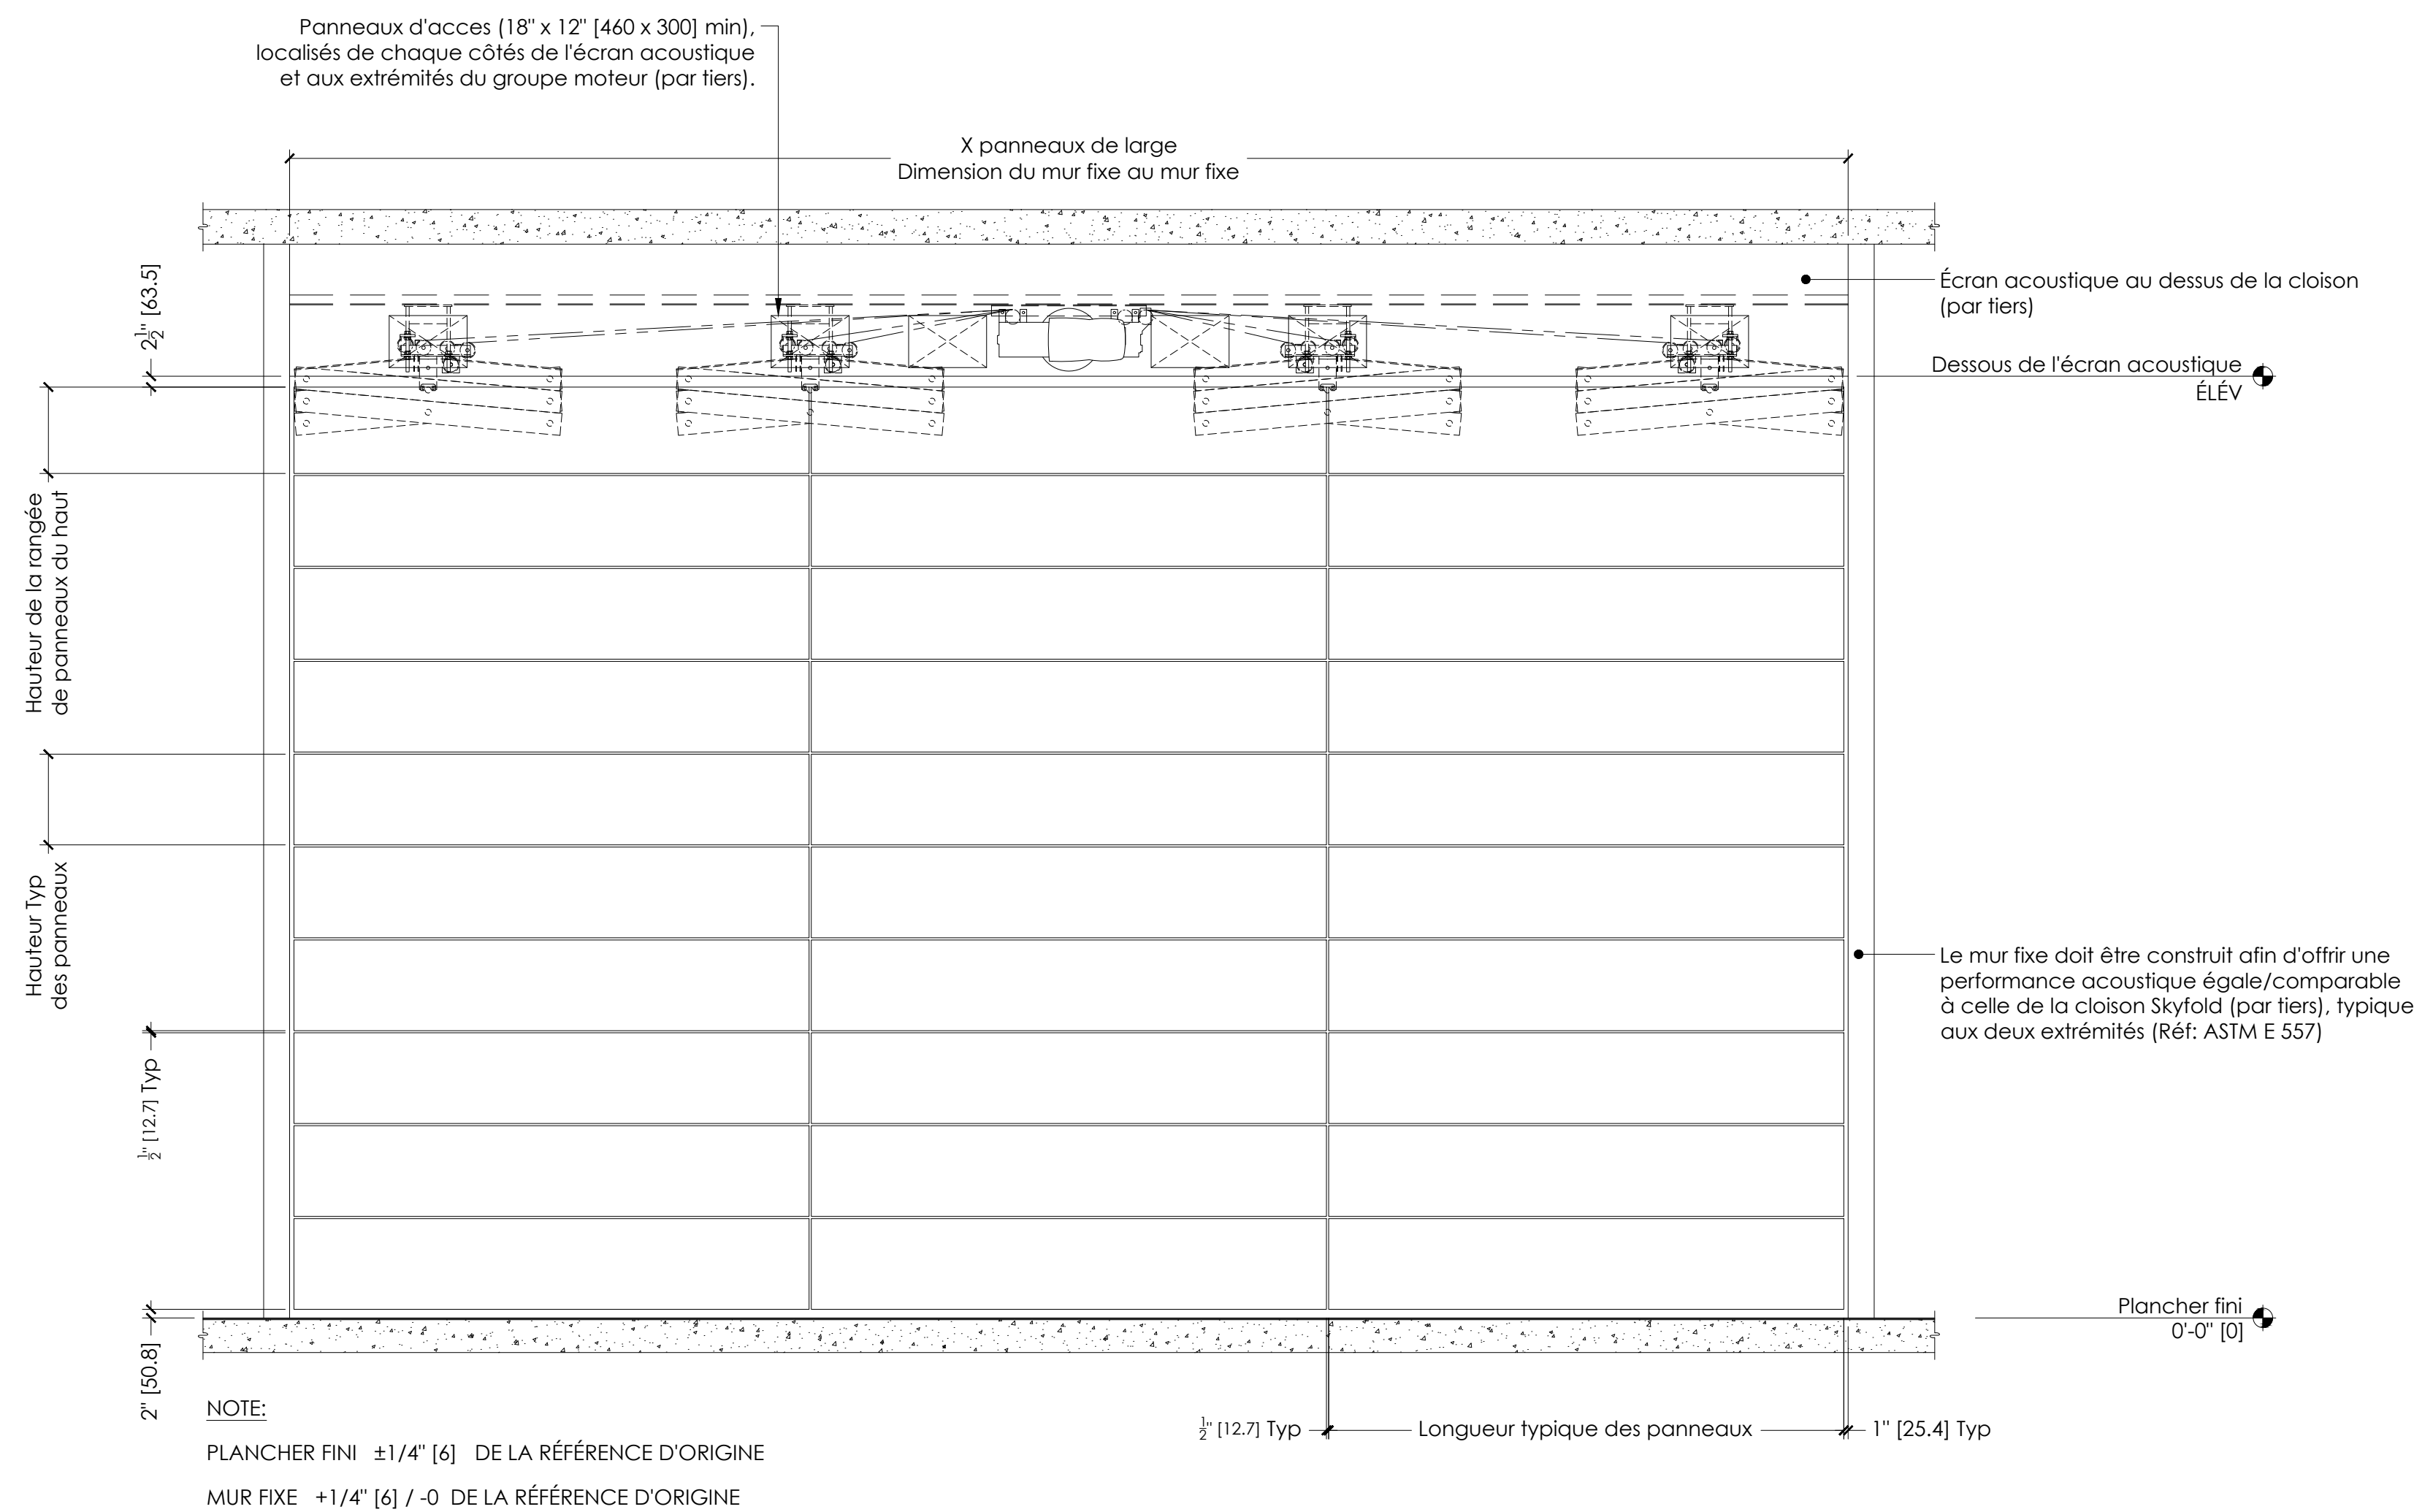 Panneaux d'acces (18" x 12" [460 x 300] min),
localisés de chaque côtés de l'écran acoustique
et aux extrémités du groupe moteur (par tiers).
X panneaux de large
Dimension du mur fixe au mur fixe
2 1/2" [63.5]
Écran acoustique au dessus de la cloison
(par tiers)
Dessous de l'écran acoustique
ÉLÉV
Hauteur de la rangée
de panneaux du haut
Hauteur Typ
des panneaux
Le mur fixe doit être construit afin d'offrir une
performance acoustique égale/comparable
à celle de la cloison Skyfold (par tiers), typique
aux deux extrémités (Réf: ASTM E 557)
1/2" [12.7] Typ
Plancher fini
0'-0" [0]
2" [50.8]
NOTE:
1/2" [12.7] Typ
Longueur typique des panneaux
1" [25.4] Typ
PLANCHER FINI ±1/4" [6] DE LA RÉFÉRENCE D'ORIGINE
MUR FIXE +1/4" [6] / -0 DE LA RÉFÉRENCE D'ORIGINE